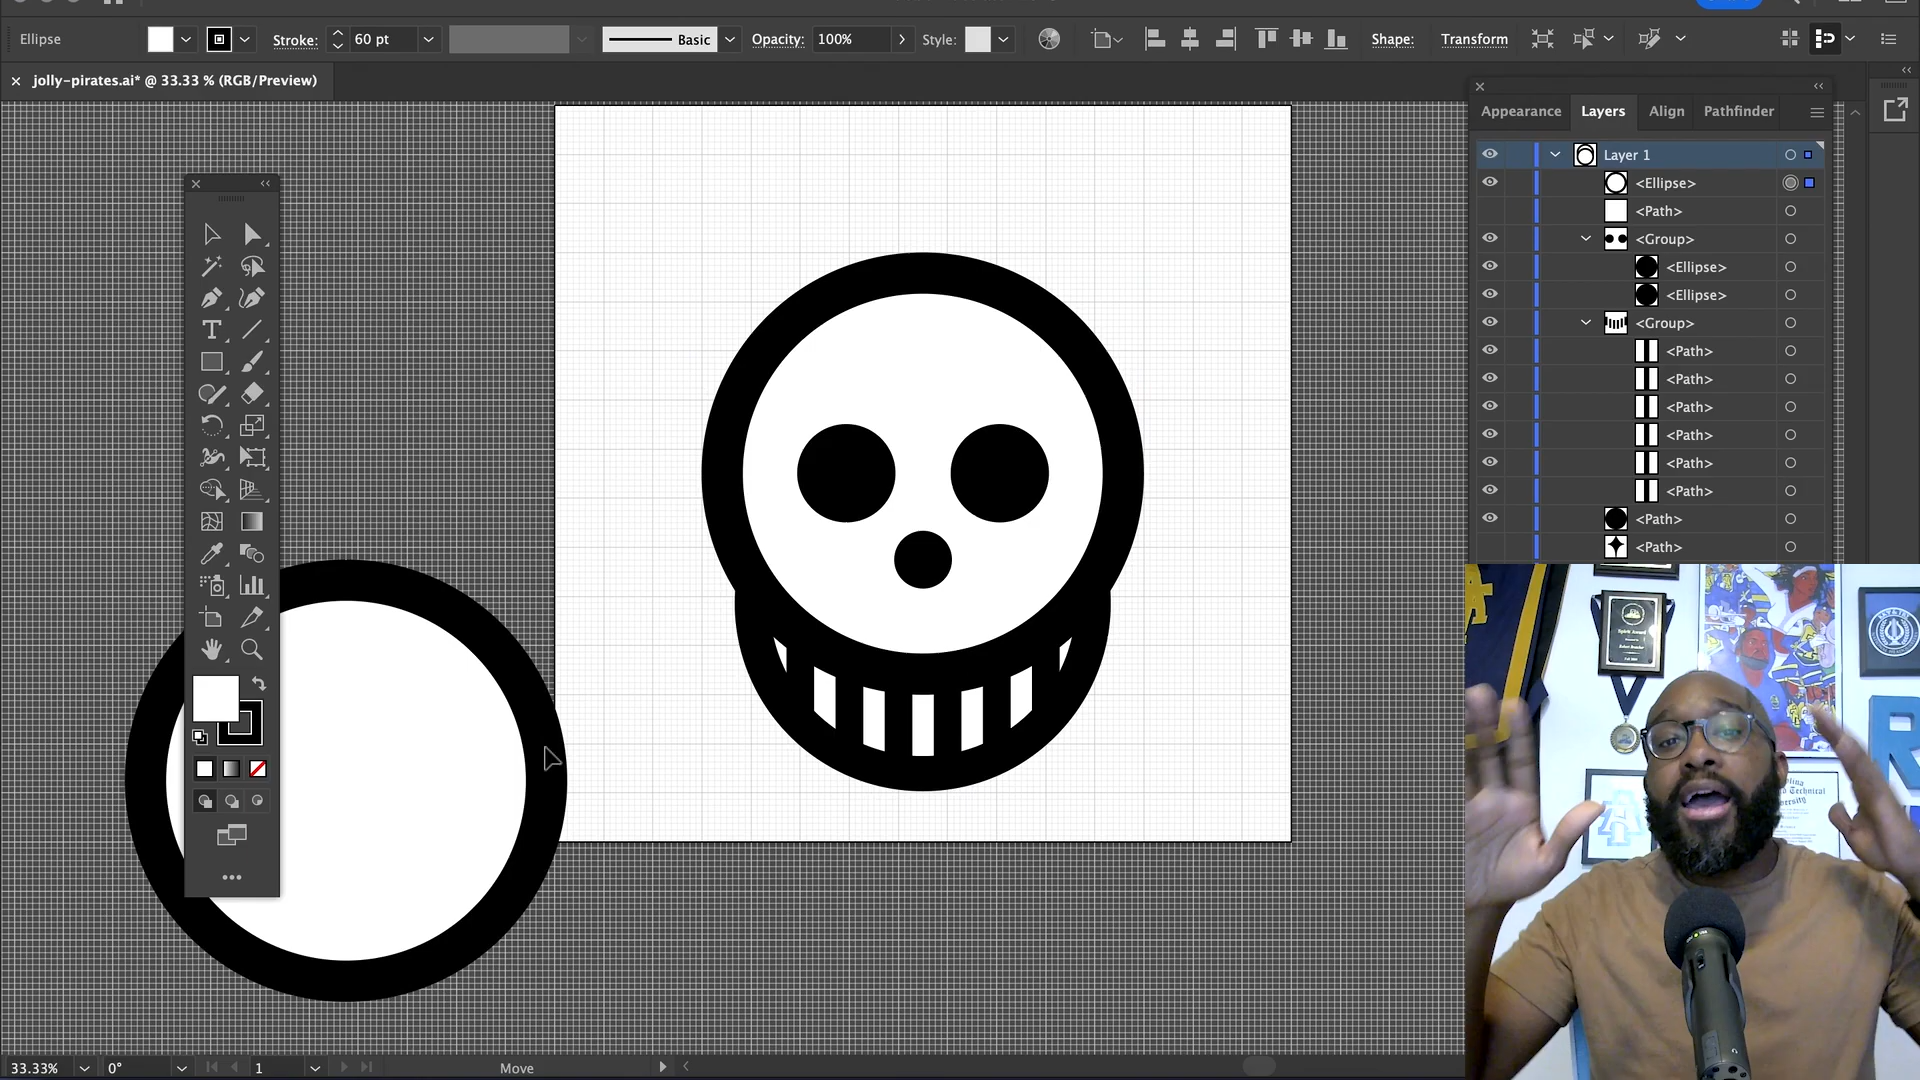 Ellipse
Stroke:
60 pt
Basic
Opacity:
100%
Style:
Shape:
Transform
jolly-pirates.ai* @ 33.33 % (RGB/Preview)
Appearance
Layers
Align
Pathfinder
Layer 1
<Ellipse>
<Path>
<Group>
<Ellipse>
<Ellipse>
<Group>
<Path>
<Path>
<Path>
<Path>
<Path>
<Path>
<Path>
<Path>
Spirit Award
33.33%
0°
1
Move